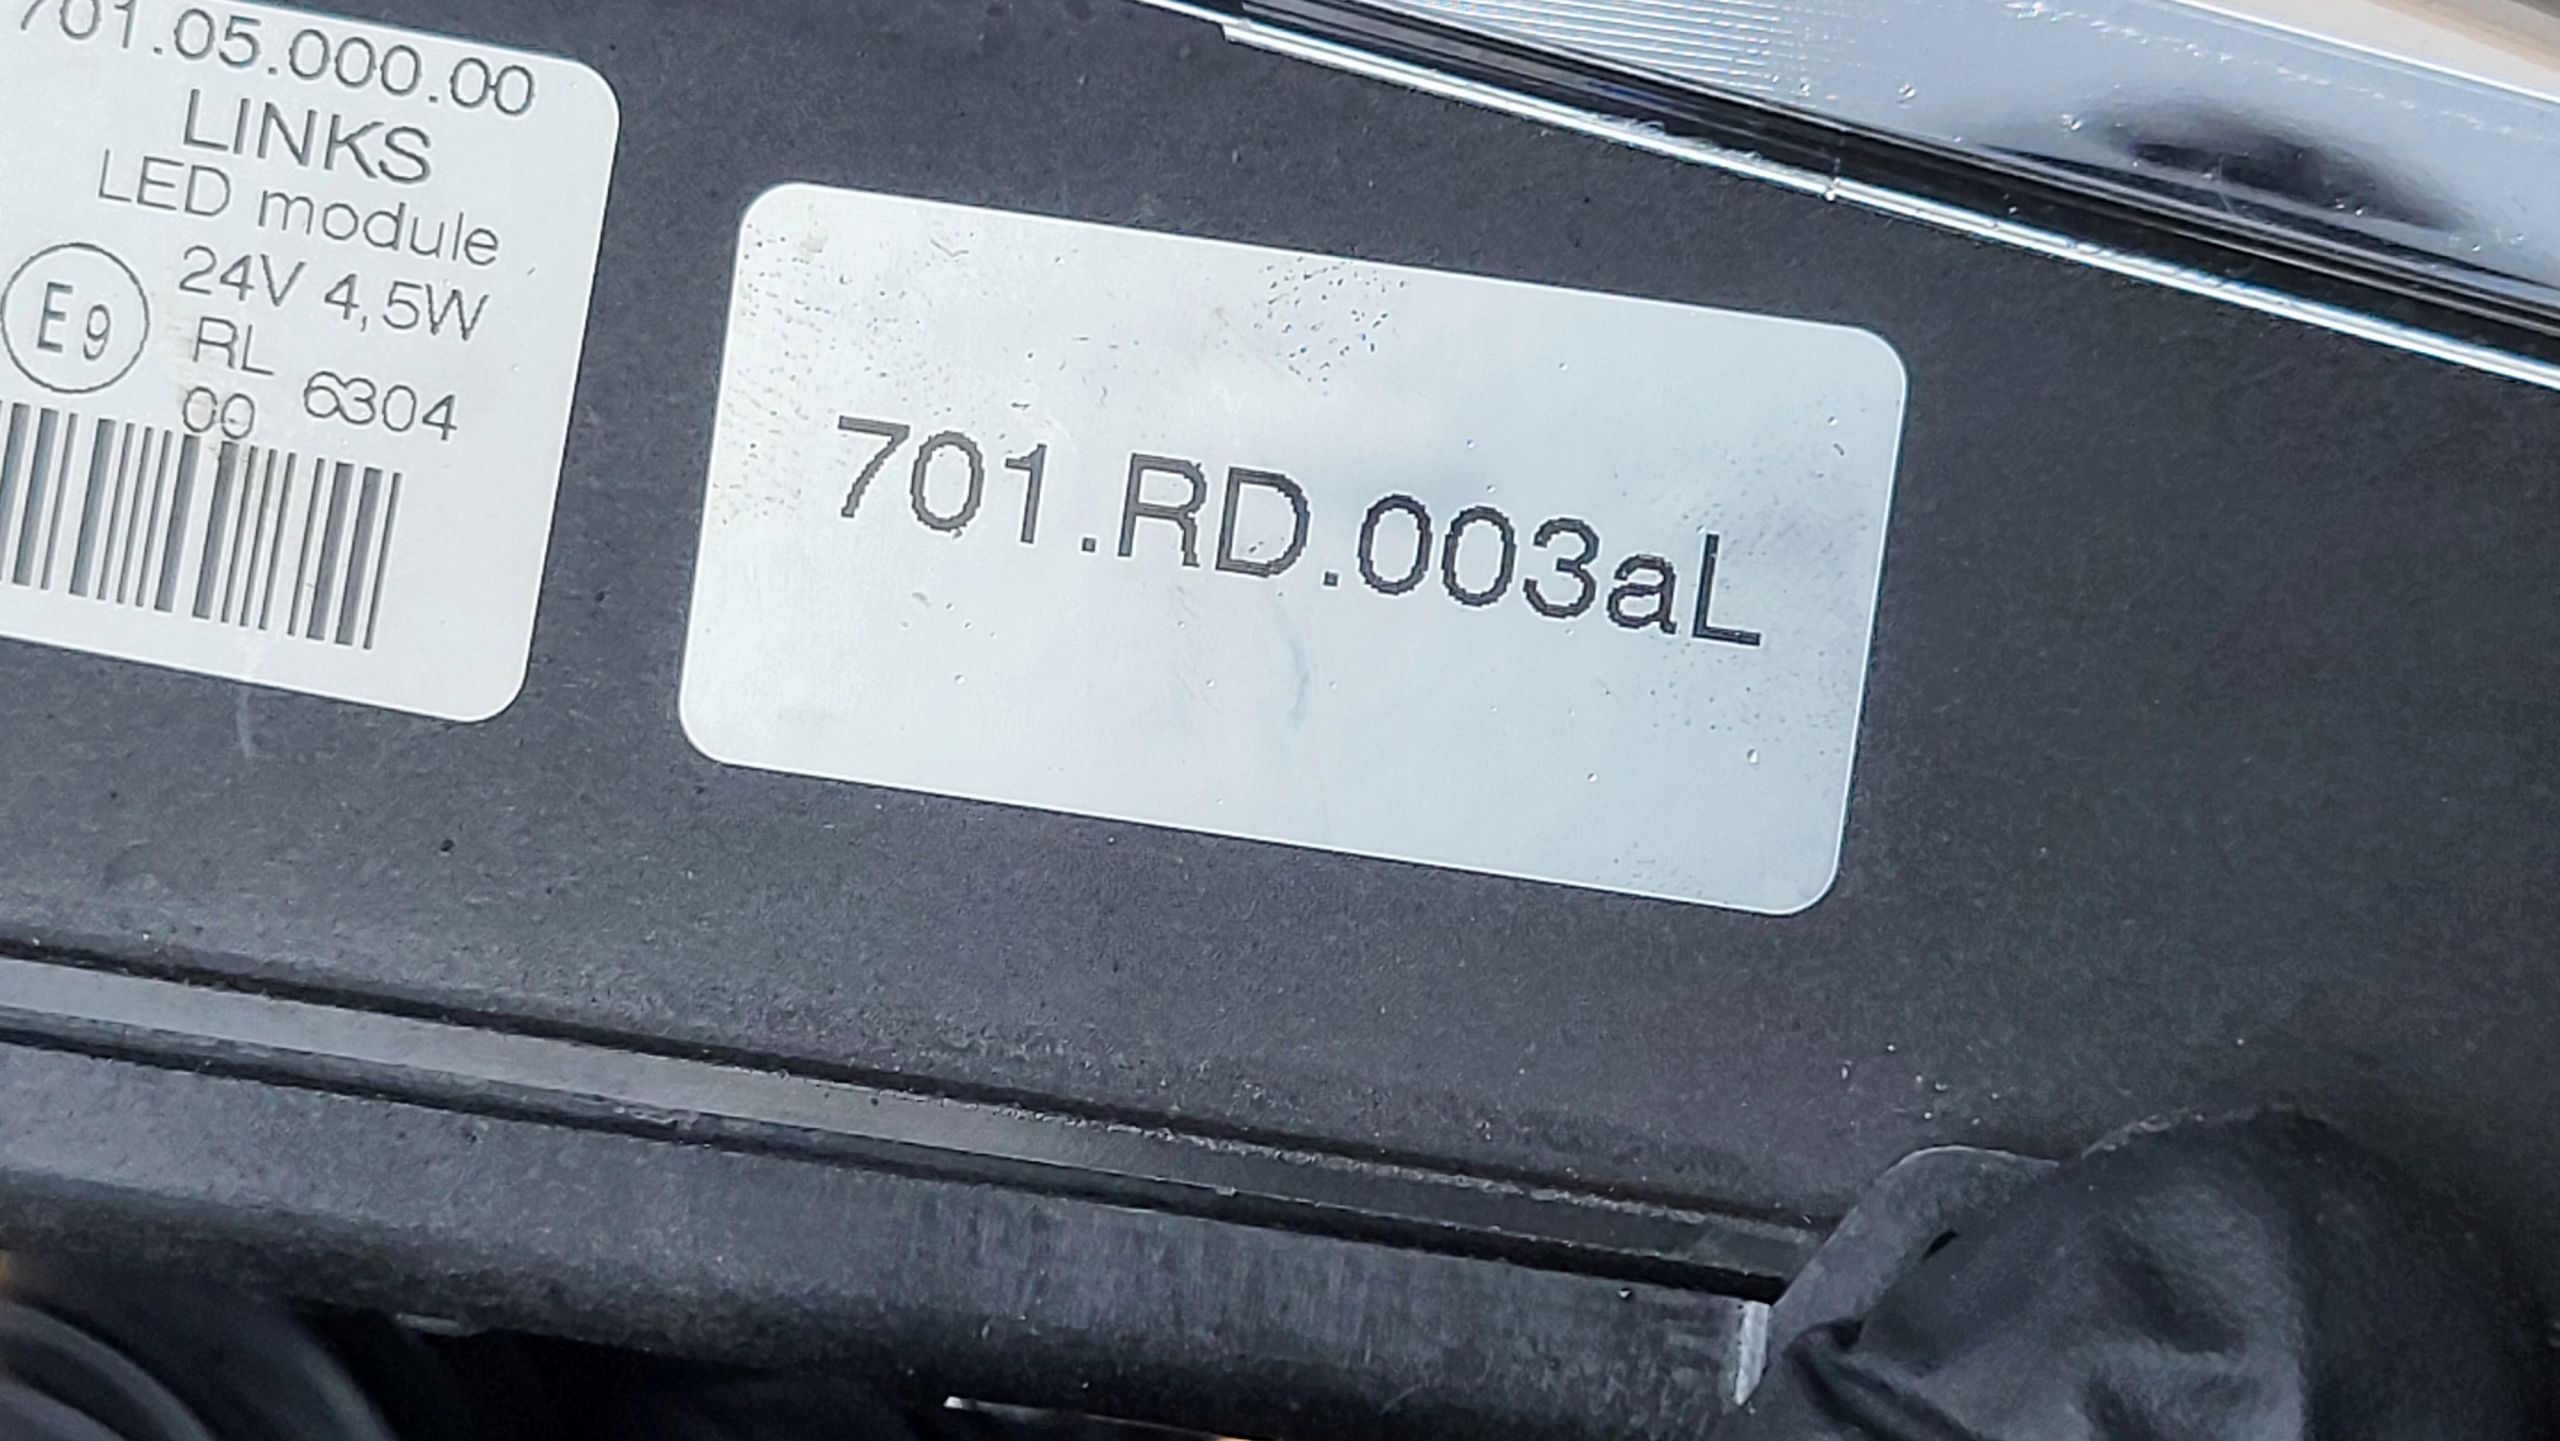 701.05.000.00
LINKS
LED module
24V 4,5W
E9
RL
00 6304
701.RD.003aL